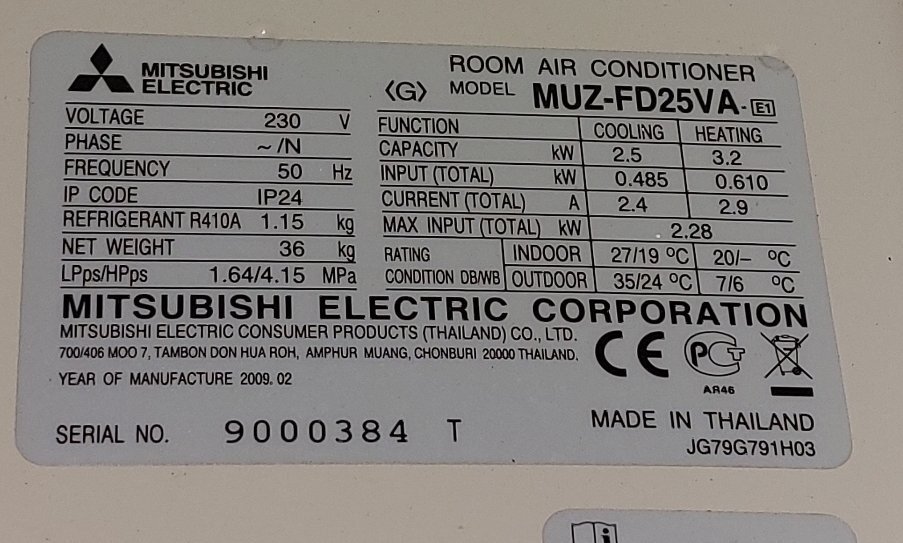 MITSUBISHI
ELECTRIC
ROOM AIR CONDITIONER
<G> MODEL MUZ-FD25VA- E1
VOLTAGE 230 V
PHASE ~/N
FREQUENCY 50 Hz
IP CODE IP24
REFRIGERANT R410A 1.15 kg
NET WEIGHT 36 kg
LPps/HPps 1.64/4.15 MPa
FUNCTION COOLING HEATING
CAPACITY kW 2.5 3.2
INPUT (TOTAL) kW 0.485 0.610
CURRENT (TOTAL) A 2.4 2.9
MAX INPUT (TOTAL) kW 2.28
RATING INDOOR 27/19 ºC 20/– ºC
CONDITION DB/WB OUTDOOR 35/24 ºC 7/6 ºC
MITSUBISHI ELECTRIC CORPORATION
MITSUBISHI ELECTRIC CONSUMER PRODUCTS (THAILAND) CO., LTD.
700/406 MOO 7, TAMBON DON HUA ROH, AMPHUR MUANG, CHONBURI 20000 THAILAND.
YEAR OF MANUFACTURE 2009. 02
CE PCT
AЯ46
SERIAL NO. 9000384 T
MADE IN THAILAND
JG79G791H03